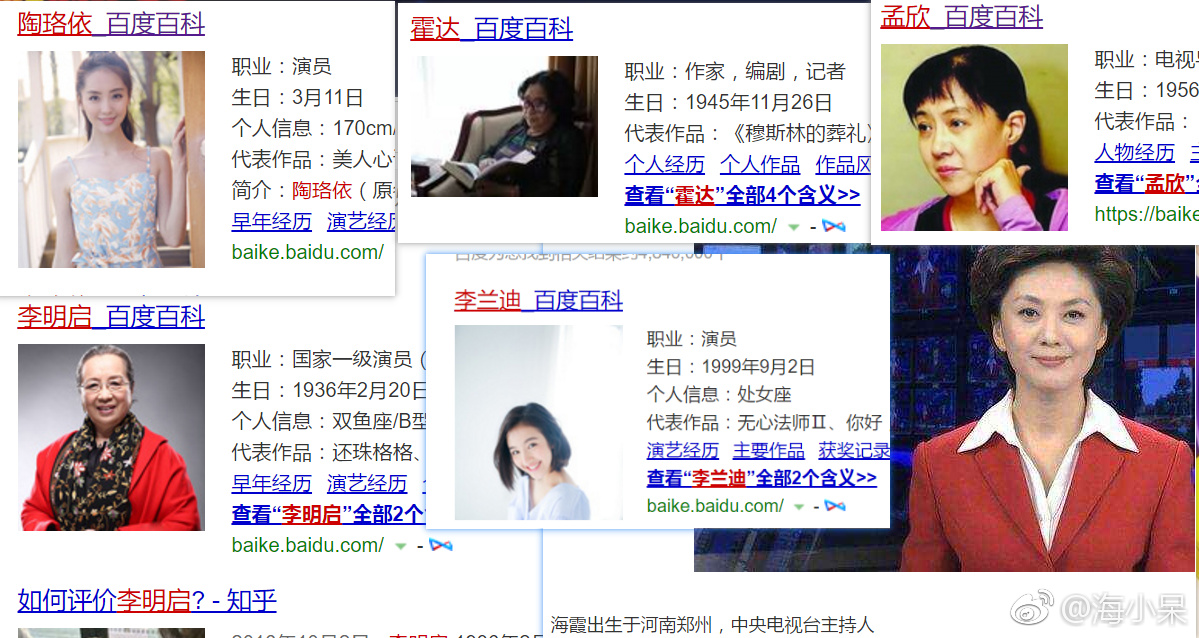 陶珞依_百度百科
职业：演员
生日：3月11日
个人信息：170cm/
代表作品：美人心
简介：陶珞依（原
早年经历 演艺经历
baike.baidu.com/
霍达_百度百科
职业：作家，编剧，记者
生日：1945年11月26日
代表作品：《穆斯林的葬礼》
个人经历 个人作品 作品风
查看“霍达”全部4个含义>>
baike.baidu.com/ -
孟欣_百度百科
职业：电视
生日：1956
代表作品：
人物经历
查看“孟欣”
https://baike
李明启_百度百科
职业：国家一级演员（
生日：1936年2月20日
个人信息：双鱼座/B型
代表作品：还珠格格、
早年经历 演艺经历
查看“李明启”全部2个
baike.baidu.com/ -
李兰迪_百度百科
职业：演员
生日：1999年9月2日
个人信息：处女座
代表作品：无心法师Ⅱ、你好
演艺经历 主要作品 获奖记录
查看“李兰迪”全部2个含义>>
baike.baidu.com/ -
如何评价李明启? - 知乎
海霞出生于河南郑州，中央电视台主持人
@海小呆